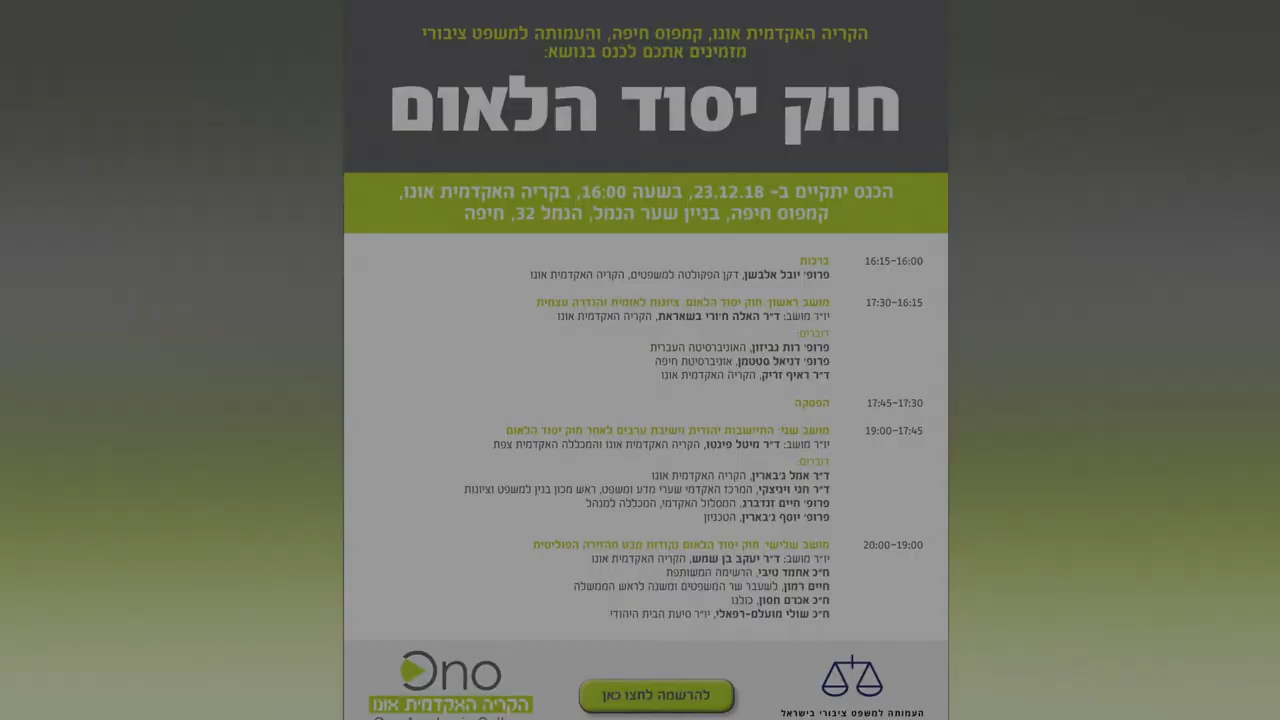 הקריה האקדמית אונו, קמפוס חיפה, והעמותה למשפט ציבורי
מזמינים אתכם לכנס בנושא:
חוק יסוד הלאום
הכנס יתקיים ב- 23.12.18, בשעה 16:00, בקריה האקדמית אונו,
קמפוס חיפה, בניין שער הנמל, הנמל 32, חיפה
16:15-16:00 ברכות
פרופ' יובל אלבשן, דקן הפקולטה למשפטים, הקריה האקדמית אונו
17:30-16:15 מושב ראשון: חוק יסוד הלאום: ציונות לאומית והגדרה עצמית
יו"ר מושב: ד"ר האלה ח'ורי בשאראת, הקריה האקדמית אונו
דוברים:
פרופ' רות גביזון, האוניברסיטה העברית
פרופ' דניאל סטטמן, אוניברסיטת חיפה
ד"ר ראיף זריק, הקריה האקדמית אונו
17:45-17:30 הפסקה
19:00-17:45 מושב שני: התיישבות יהודית וישיבת ערבים לאחר חוק יסוד הלאום
יו"ר מושב: ד"ר מיטל פינטו, הקריה האקדמית אונו והמכללה האקדמית צפת
דוברים:
ד"ר אמל ג'בארין, הקריה האקדמית אונו
ד"ר חני ויניצקי, המרכז האקדמי שערי מדע ומשפט, ראש מכון בגין למשפט וציונות
פרופ' חיים זנדברג, המסלול האקדמי, המכללה למנהל
פרופ' יוסף ג'בארין, הטכניון
20:00-19:00 מושב שלישי: חוק יסוד הלאום נקודות מבט מהזירה הפוליטית
יו"ר מושב: ד"ר יעקב בן שמש, הקריה האקדמית אונו
ח"כ אחמד טיבי, הרשימה המשותפת
חיים רמון, לשעבר שר המשפטים ומשנה לראש הממשלה
ח"כ אכרם חסון, כולנו
ח"כ שולי מועלם-רפאלי, יו"ר סיעת הבית היהודי
Ono
הקריה האקדמית אונו
להרשמה לחצו כאן
העמותה למשפט ציבורי בישראל